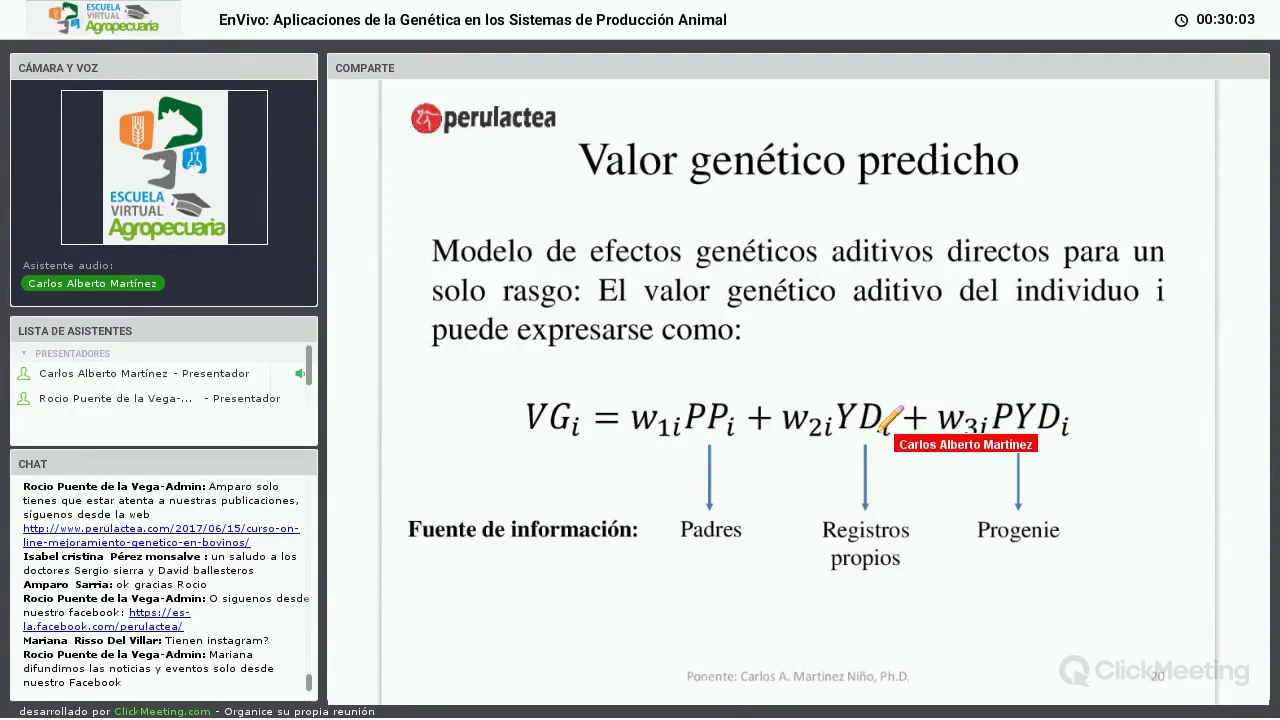 ESCUELA
VIRTUAL
Agropecuaria
EnVivo: Aplicaciones de la Genética en los Sistemas de Producción Animal
00:30:03
CÁMARA Y VOZ
ESCUELA
VIRTUAL
Agropecuaria
Asistente audio:
Carlos Alberto Martínez
LISTA DE ASISTENTES
PRESENTADORES
Carlos Alberto Martínez - Presentador
Rocio Puente de la Vega-... - Presentador
CHAT
Rocio Puente de la Vega-Admin: Amparo solo
tienes que estar atenta a nuestras publicaciones,
síguenos desde la web
http://www.perulactea.com/2017/06/15/curso-on-
line-mejoramiento-genetico-en-bovinos/
Isabel cristina Pérez monsalve : un saludo a los
doctores Sergio sierra y David ballesteros
Amparo Sarria: ok gracias Rocio
Rocio Puente de la Vega-Admin: O siguenos desde
nuestro facebook: https://es-
la.facebook.com/perulactea/
Mariana Risso Del Villar: Tienen instagram?
Rocio Puente de la Vega-Admin: Mariana
difundimos las noticias y eventos solo desde
nuestro Facebook
COMPARTE
perulactea
Valor genético predicho
Modelo de efectos genéticos aditivos directos para un
solo rasgo: El valor genético aditivo del individuo i
puede expresarse como:
VG_i = w_{1i}PP_i + w_{2i}YD_i + w_{3i}PYD_i
Carlos Alberto Martínez
Fuente de información: Padres Registros propios Progenie
Ponente: Carlos A. Martinez Niño, Ph.D.
20
ClickMeeting
desarrollado por ClickMeeting.com - Organice su propia reunión